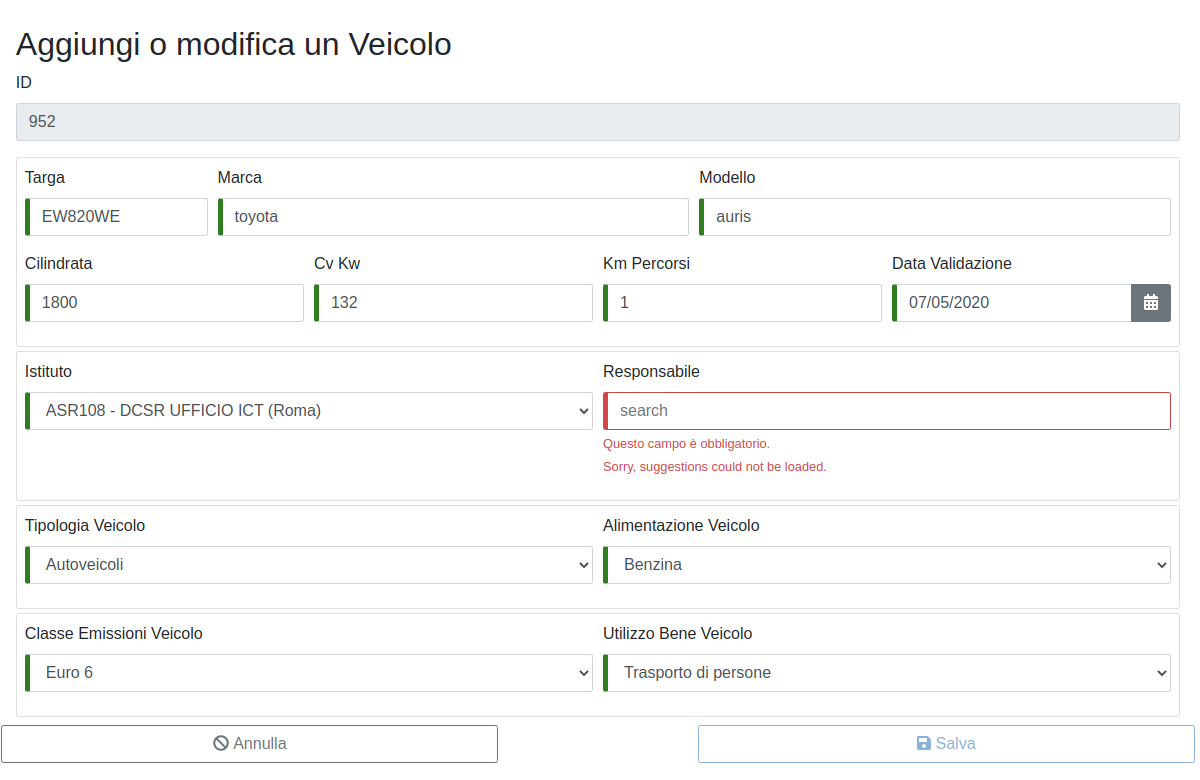 Aggiungi o modifica un Veicolo
ID
952
Targa Marca Modello
EW820WE toyota auris
Cilindrata Cv Kw Km Percorsi Data Validazione
1800 132 1 07/05/2020
Istituto Responsabile
ASR108 - DCSR UFFICIO ICT (Roma) search
Questo campo è obbligatorio.
Sorry, suggestions could not be loaded.
Tipologia Veicolo Alimentazione Veicolo
Autoveicoli Benzina
Classe Emissioni Veicolo Utilizzo Bene Veicolo
Euro 6 Trasporto di persone
Annulla Salva